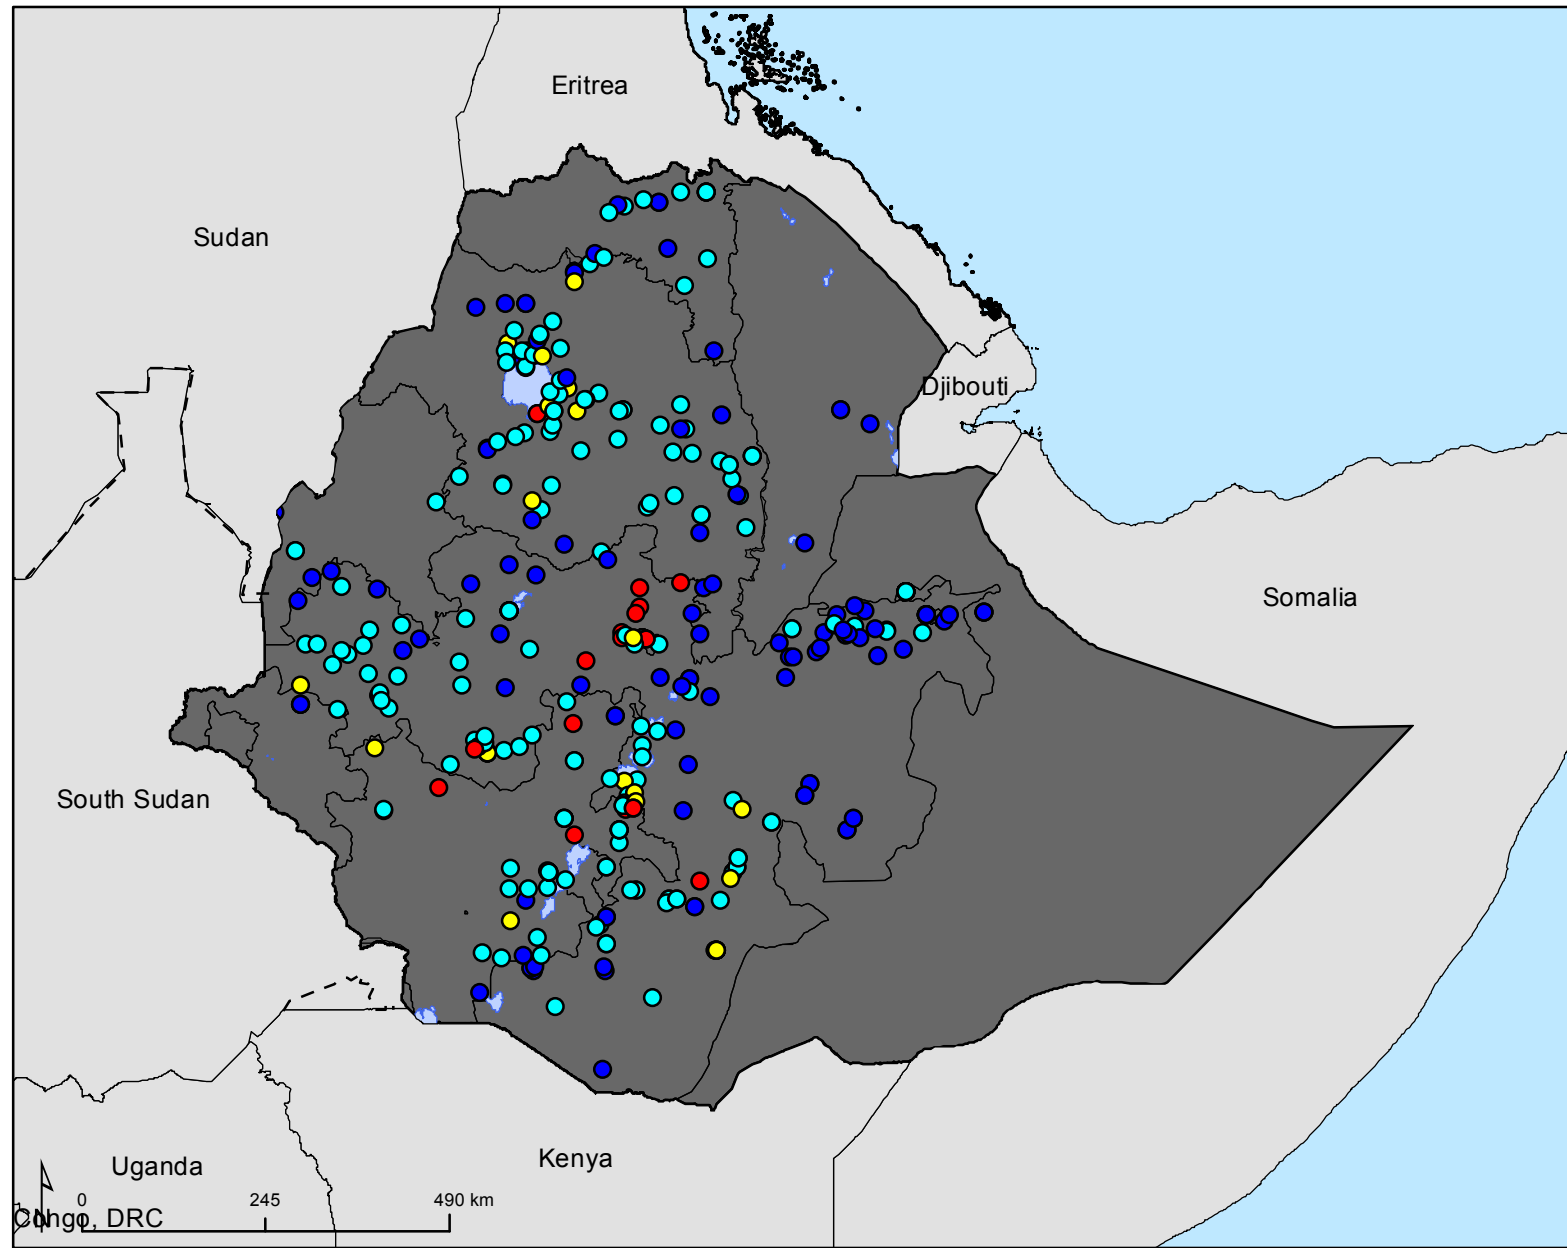 Eritrea
Sudan
Djibouti
Somalia
South Sudan
Kenya
Uganda
0 245 490 km
N
Congo, DRC